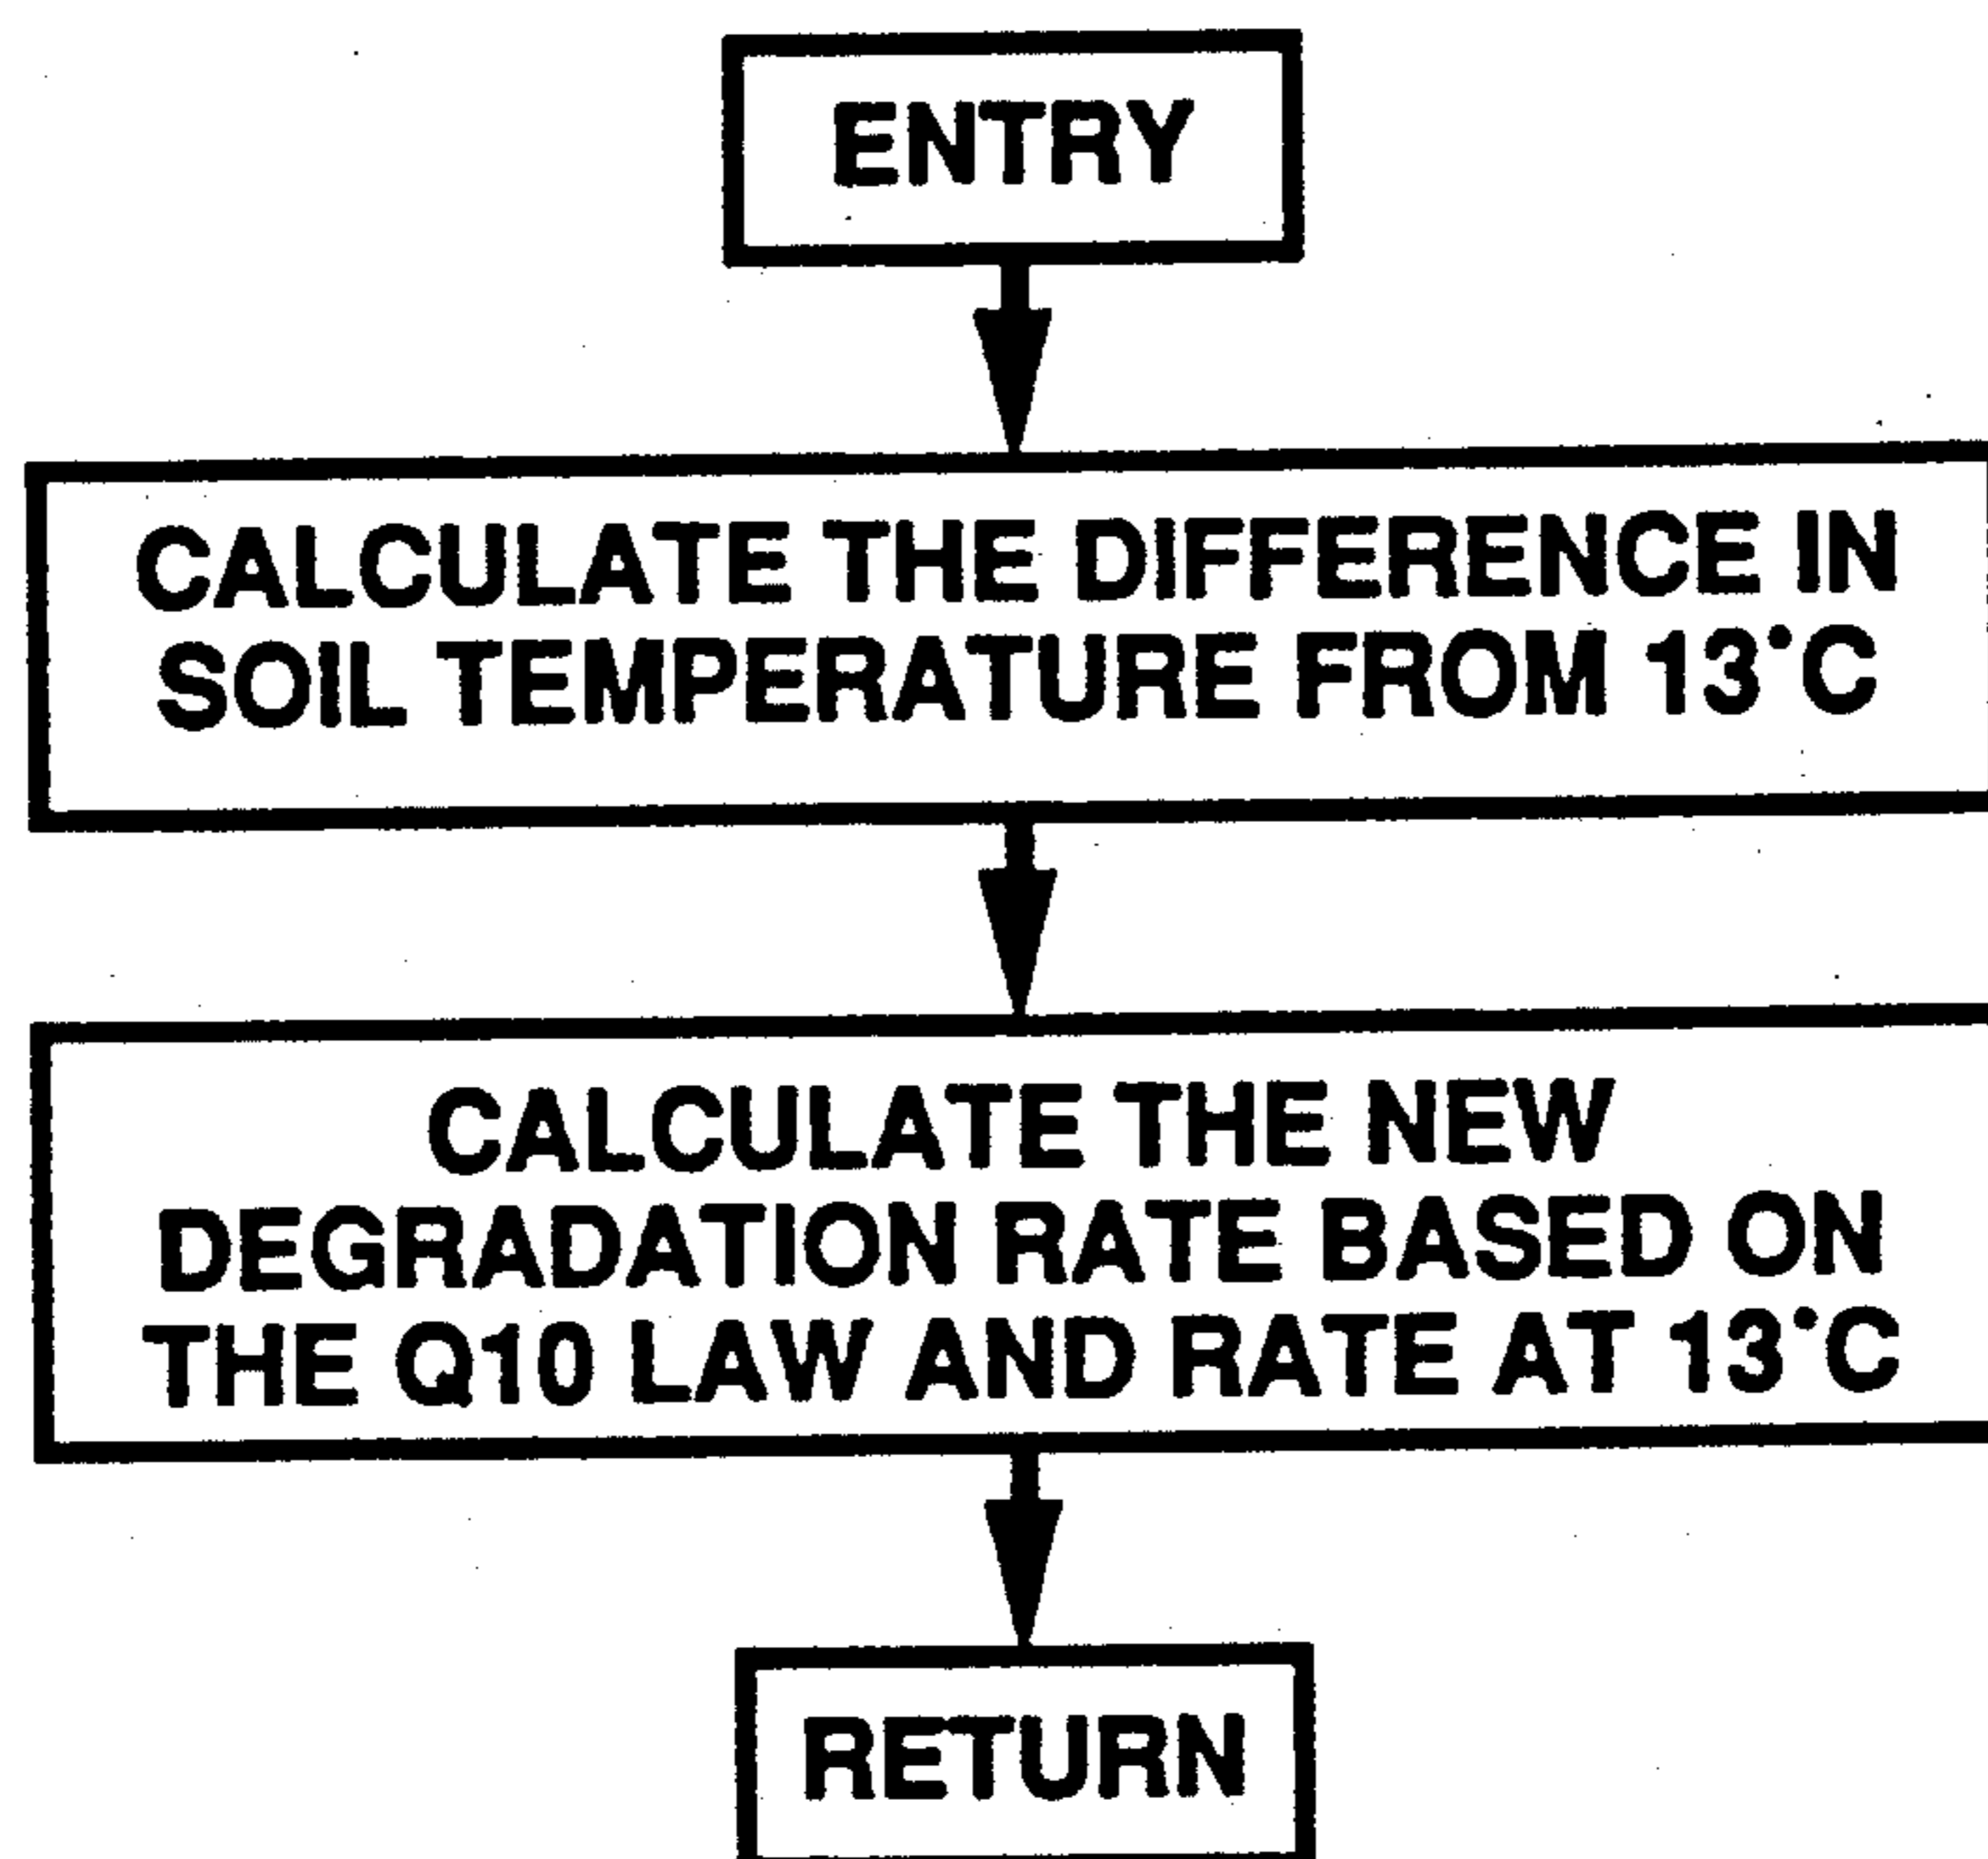 ENTRY
CALCULATE THE DIFFERENCE IN
SOIL TEMPERATURE FROM 13°C
CALCULATE THE NEW
DEGRADATION RATE BASED ON
THE Q10 LAW AND RATE AT 13°C
RETURN